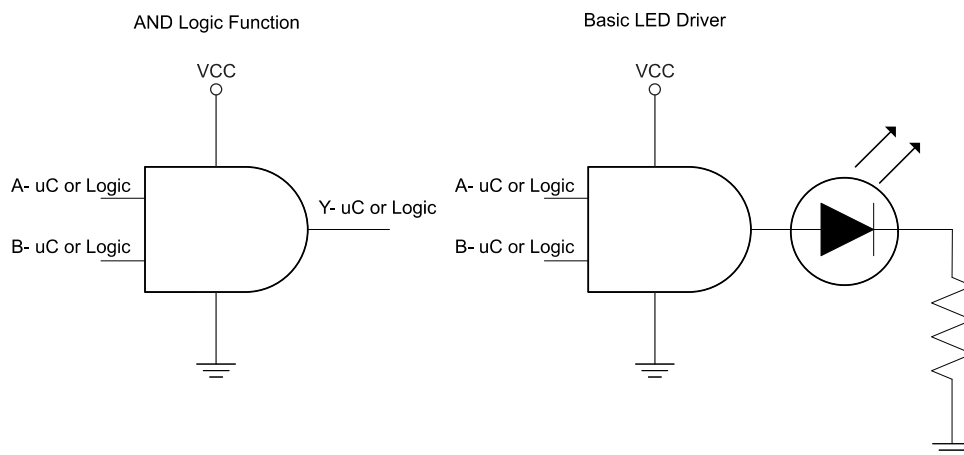 AND Logic Function
VCC
A- uC or Logic
B- uC or Logic
Y- uC or Logic
Basic LED Driver
VCC
A- uC or Logic
B- uC or Logic